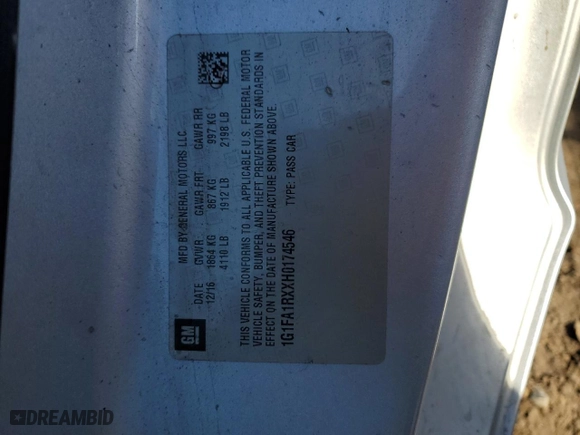 MFD BY GENERAL MOTORS LLC
DATE GVWR GAWR FRT GAWR RR
12/16 1864 KG 867 KG 997 KG
4110 LB 1912 LB 2198 LB
THIS VEHICLE CONFORMS TO ALL APPLICABLE U.S. FEDERAL MOTOR
VEHICLE SAFETY, BUMPER, AND THEFT PREVENTION STANDARDS IN
EFFECT ON THE DATE OF MANUFACTURE SHOWN ABOVE.
1G1FA1RXXH0174546 TYPE: PASS CAR
GM
DREAMBID